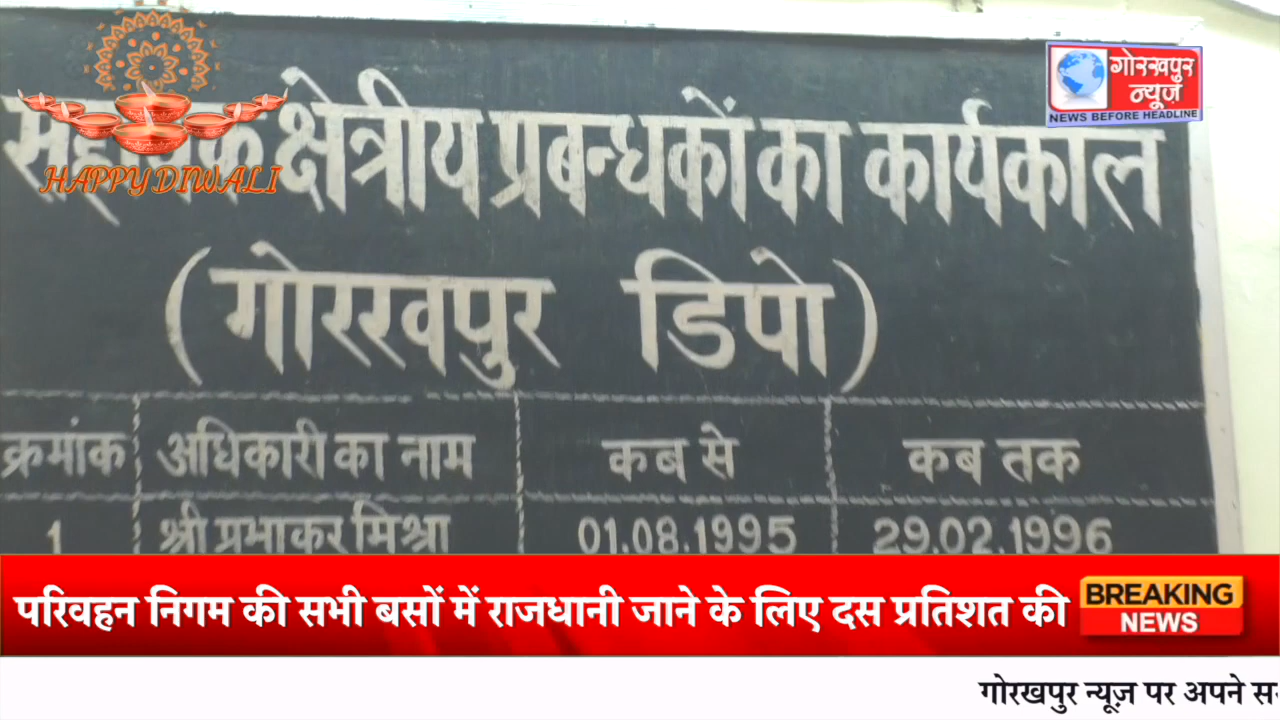 गोरखपुर
न्यूज़
NEWS BEFORE HEADLINE
HAPPY DIWALI
सहायक क्षेत्रीय प्रबन्धकों का कार्यकाल
(गोरखपुर डिपो)
क्रमांक अधिकारी का नाम कब से कब तक
1 श्री प्रभाकर मिश्रा 01.08.1995 29.02.1996
परिवहन निगम की सभी बसों में राजधानी जाने के लिए दस प्रतिशत की
BREAKING
NEWS
गोरखपुर न्यूज़ पर अपने